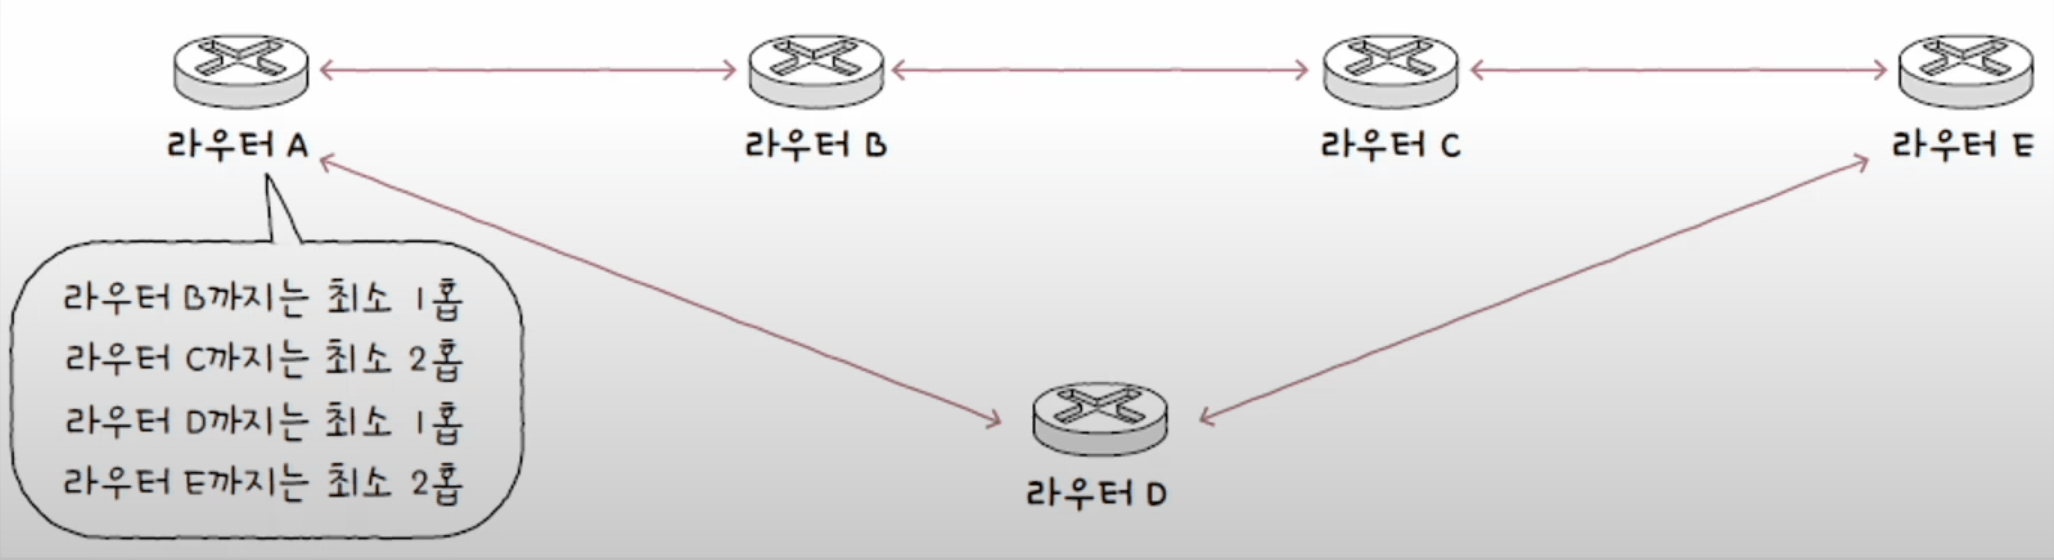 라우터 A
라우터 B
라우터 C
라우터 E
라우터 B까지는 최소 1홉
라우터 C까지는 최소 2홉
라우터 D까지는 최소 1홉
라우터 E까지는 최소 2홉
라우터 D